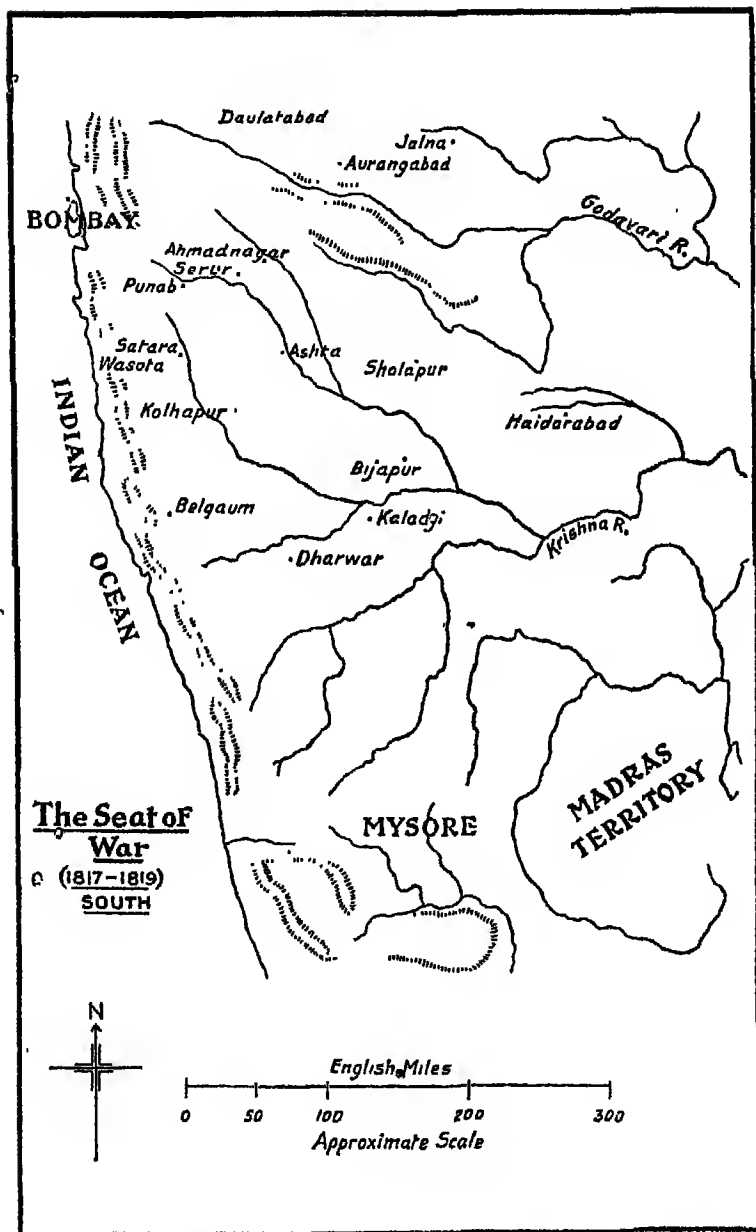 Daulatabad
Jalna
Aurangabad
BOMBAY
Godavari R.
Ahmadnagar
Serur
Punab
Satara
Wasota
Ashta
Sholapur
INDIAN OCEAN
Kolhapur
Haidarabad
Bijapur
Belgaum
Kaladgi
Krishna R.
Dharwar
MADRAS
TERRITORY
MYSORE
The Seat of
War
(1817-1819)
SOUTH
N
English Miles
0 50 100 200 300
Approximate Scale